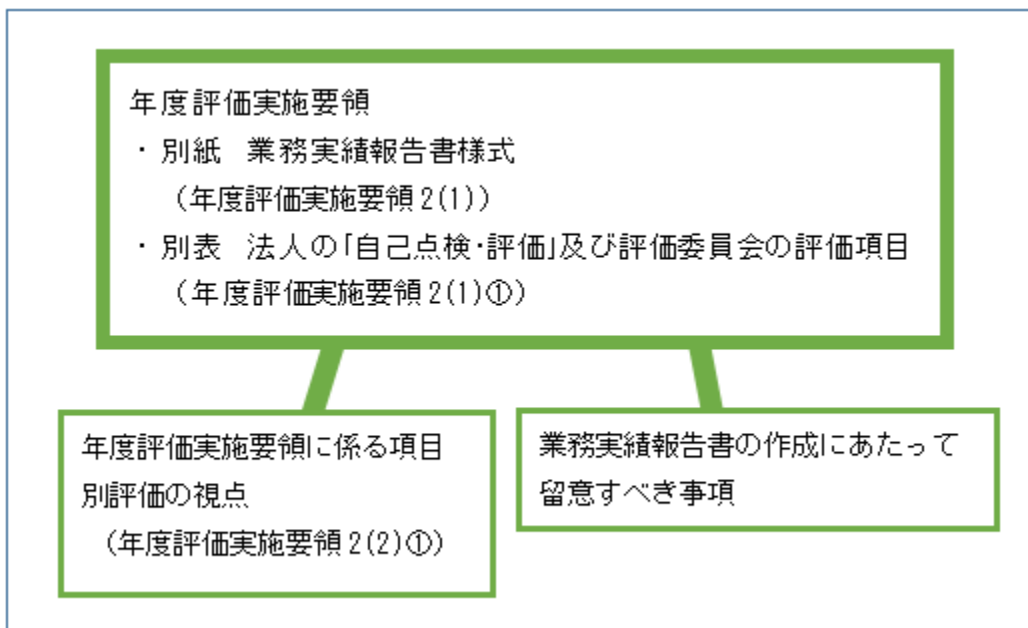 年度評価実施要領
・別紙　業務実績報告書様式
（年度評価実施要領2(1)）
・別表　法人の「自己点検・評価」及び評価委員会の評価項目
（年度評価実施要領2(1)①）
年度評価実施要領に係る項目
別評価の視点
（年度評価実施要領2(2)①）
業務実績報告書の作成にあたって
留意すべき事項